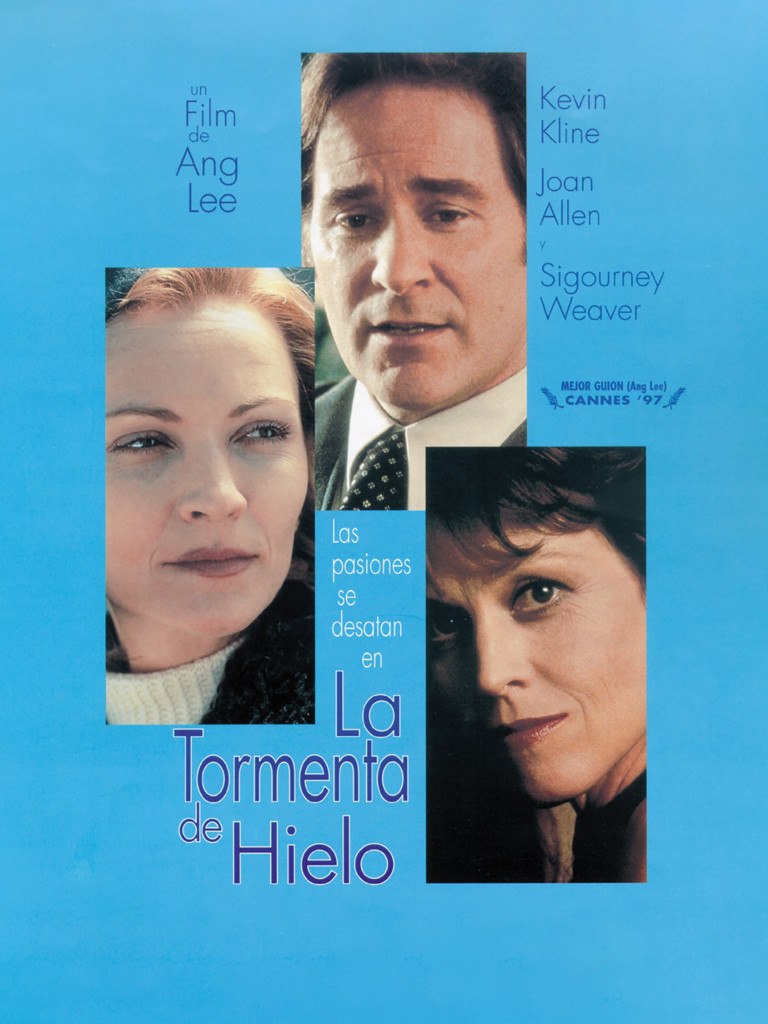 un
Film
de
Ang
Lee
Kevin
Kline
Joan
Allen
y
Sigourney
Weaver
MEJOR GUION (Ang Lee)
CANNES '97
Las
pasiones
se
desatan
en
La
Tormenta
de Hielo